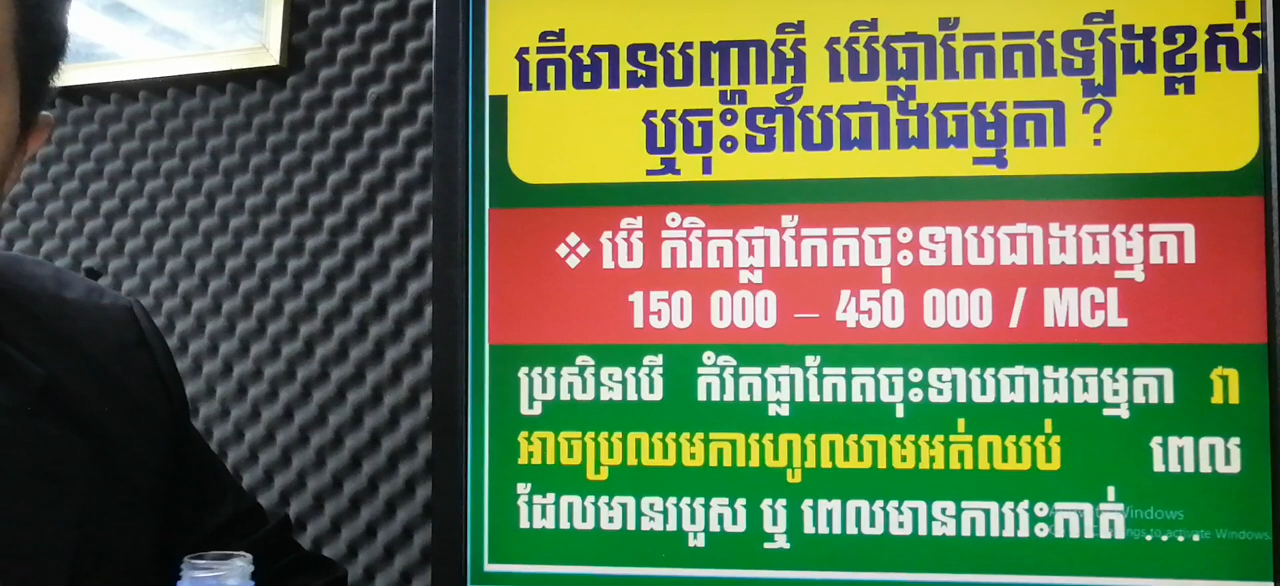 តើមានបញ្ហាអ្វី បើផ្លាកែតឡើងខ្ពស់
ឬចុះទាបជាងធម្មតា ?
❖ បើ កំរិតផ្លាកែតចុះទាបជាងធម្មតា
150 000 – 450 000 / MCL
ប្រសិនបើ កំរិតផ្លាកែតចុះទាបជាងធម្មតា វា
អាចប្រឈមការហូរឈាមអត់ឈប់ ពេល
ដែលមានរបួស ឬ ពេលមានការវះកាត់ ....
Windows
to activate Windows.